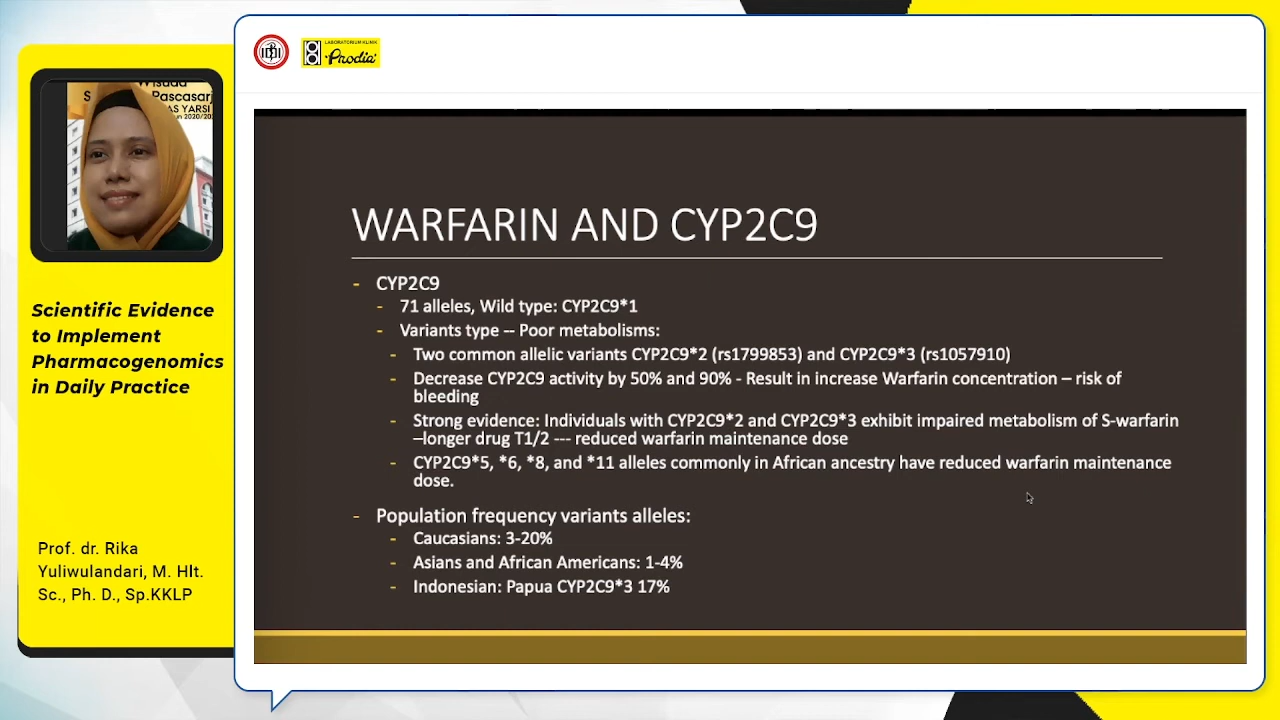 LABORATORIUM KLINIK
Prodia
Wisuda
Pascasarj
AS YARSI
Scientific Evidence
to Implement
Pharmacogenomics
in Daily Practice
Prof. dr. Rika
Yuliwulandari, M. Hlt.
Sc., Ph. D., Sp.KKLP
WARFARIN AND CYP2C9
- CYP2C9
- 71 alleles, Wild type: CYP2C9*1
- Variants type -- Poor metabolisms:
- Two common allelic variants CYP2C9*2 (rs1799853) and CYP2C9*3 (rs1057910)
- Decrease CYP2C9 activity by 50% and 90% - Result in increase Warfarin concentration – risk of
bleeding
- Strong evidence: Individuals with CYP2C9*2 and CYP2C9*3 exhibit impaired metabolism of S-warfarin
–longer drug T1/2 --- reduced warfarin maintenance dose
- CYP2C9*5, *6, *8, and *11 alleles commonly in African ancestry have reduced warfarin maintenance
dose.
- Population frequency variants alleles:
- Caucasians: 3-20%
- Asians and African Americans: 1-4%
- Indonesian: Papua CYP2C9*3 17%